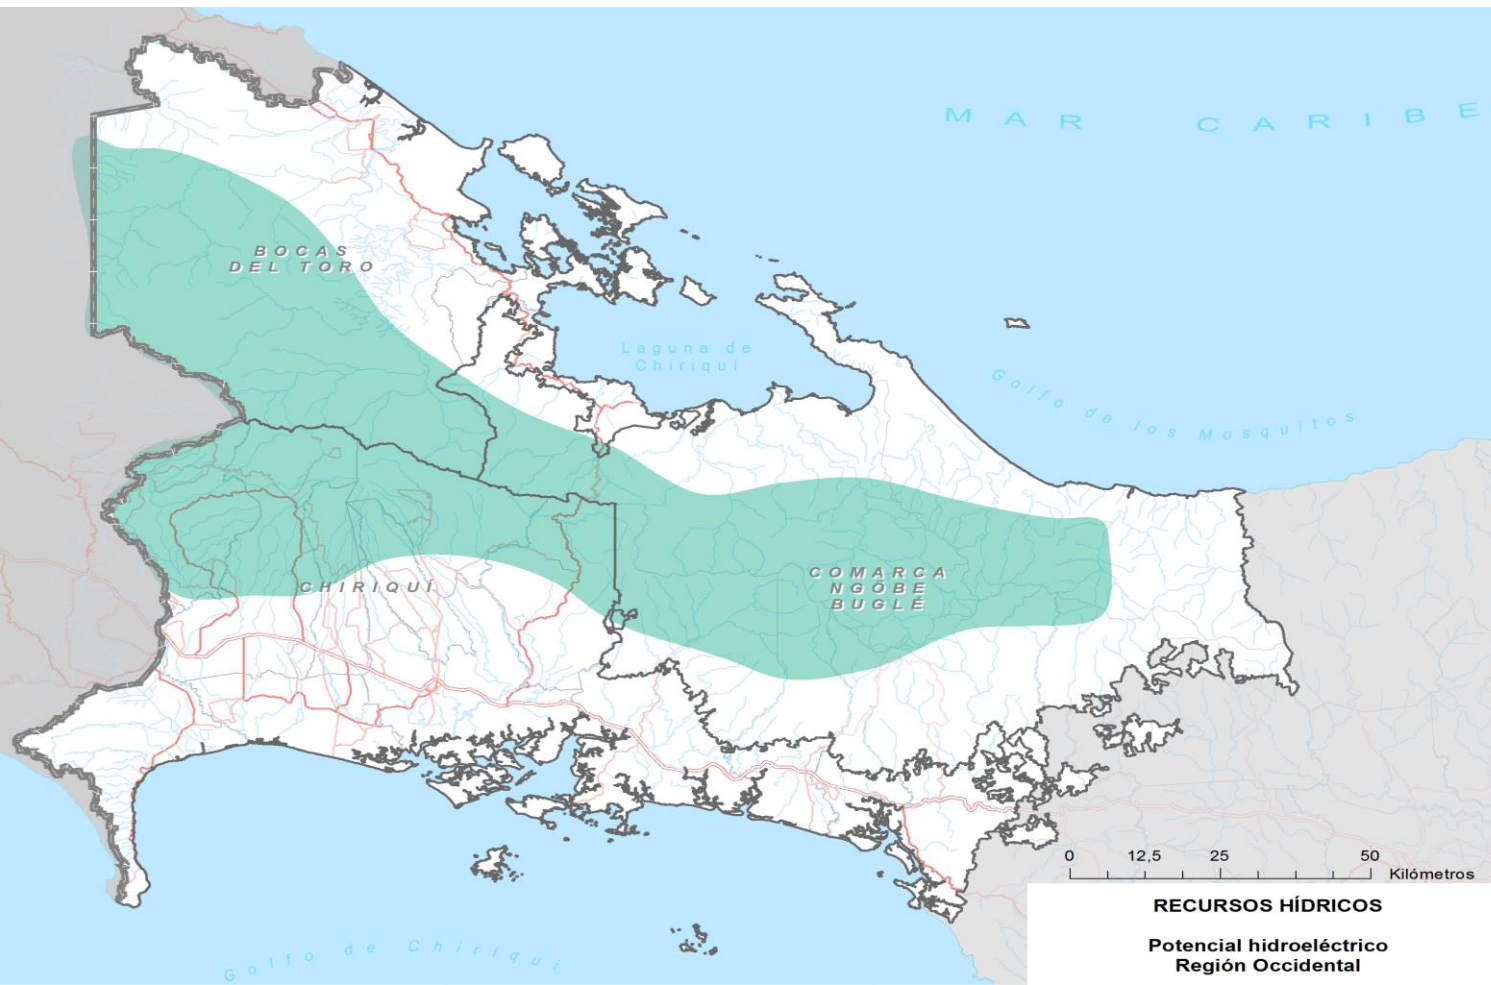 MAR CARIBE
BOCAS
DEL TORO
Laguna de
Chiriquí
Golfo de los Mosquitos
COMARCA
NGÖBE
BUGLÉ
CHIRIQUÍ
0 12,5 25 50
Kilómetros
RECURSOS HÍDRICOS
Potencial hidroeléctrico
Región Occidental
Golfo de Chiriquí